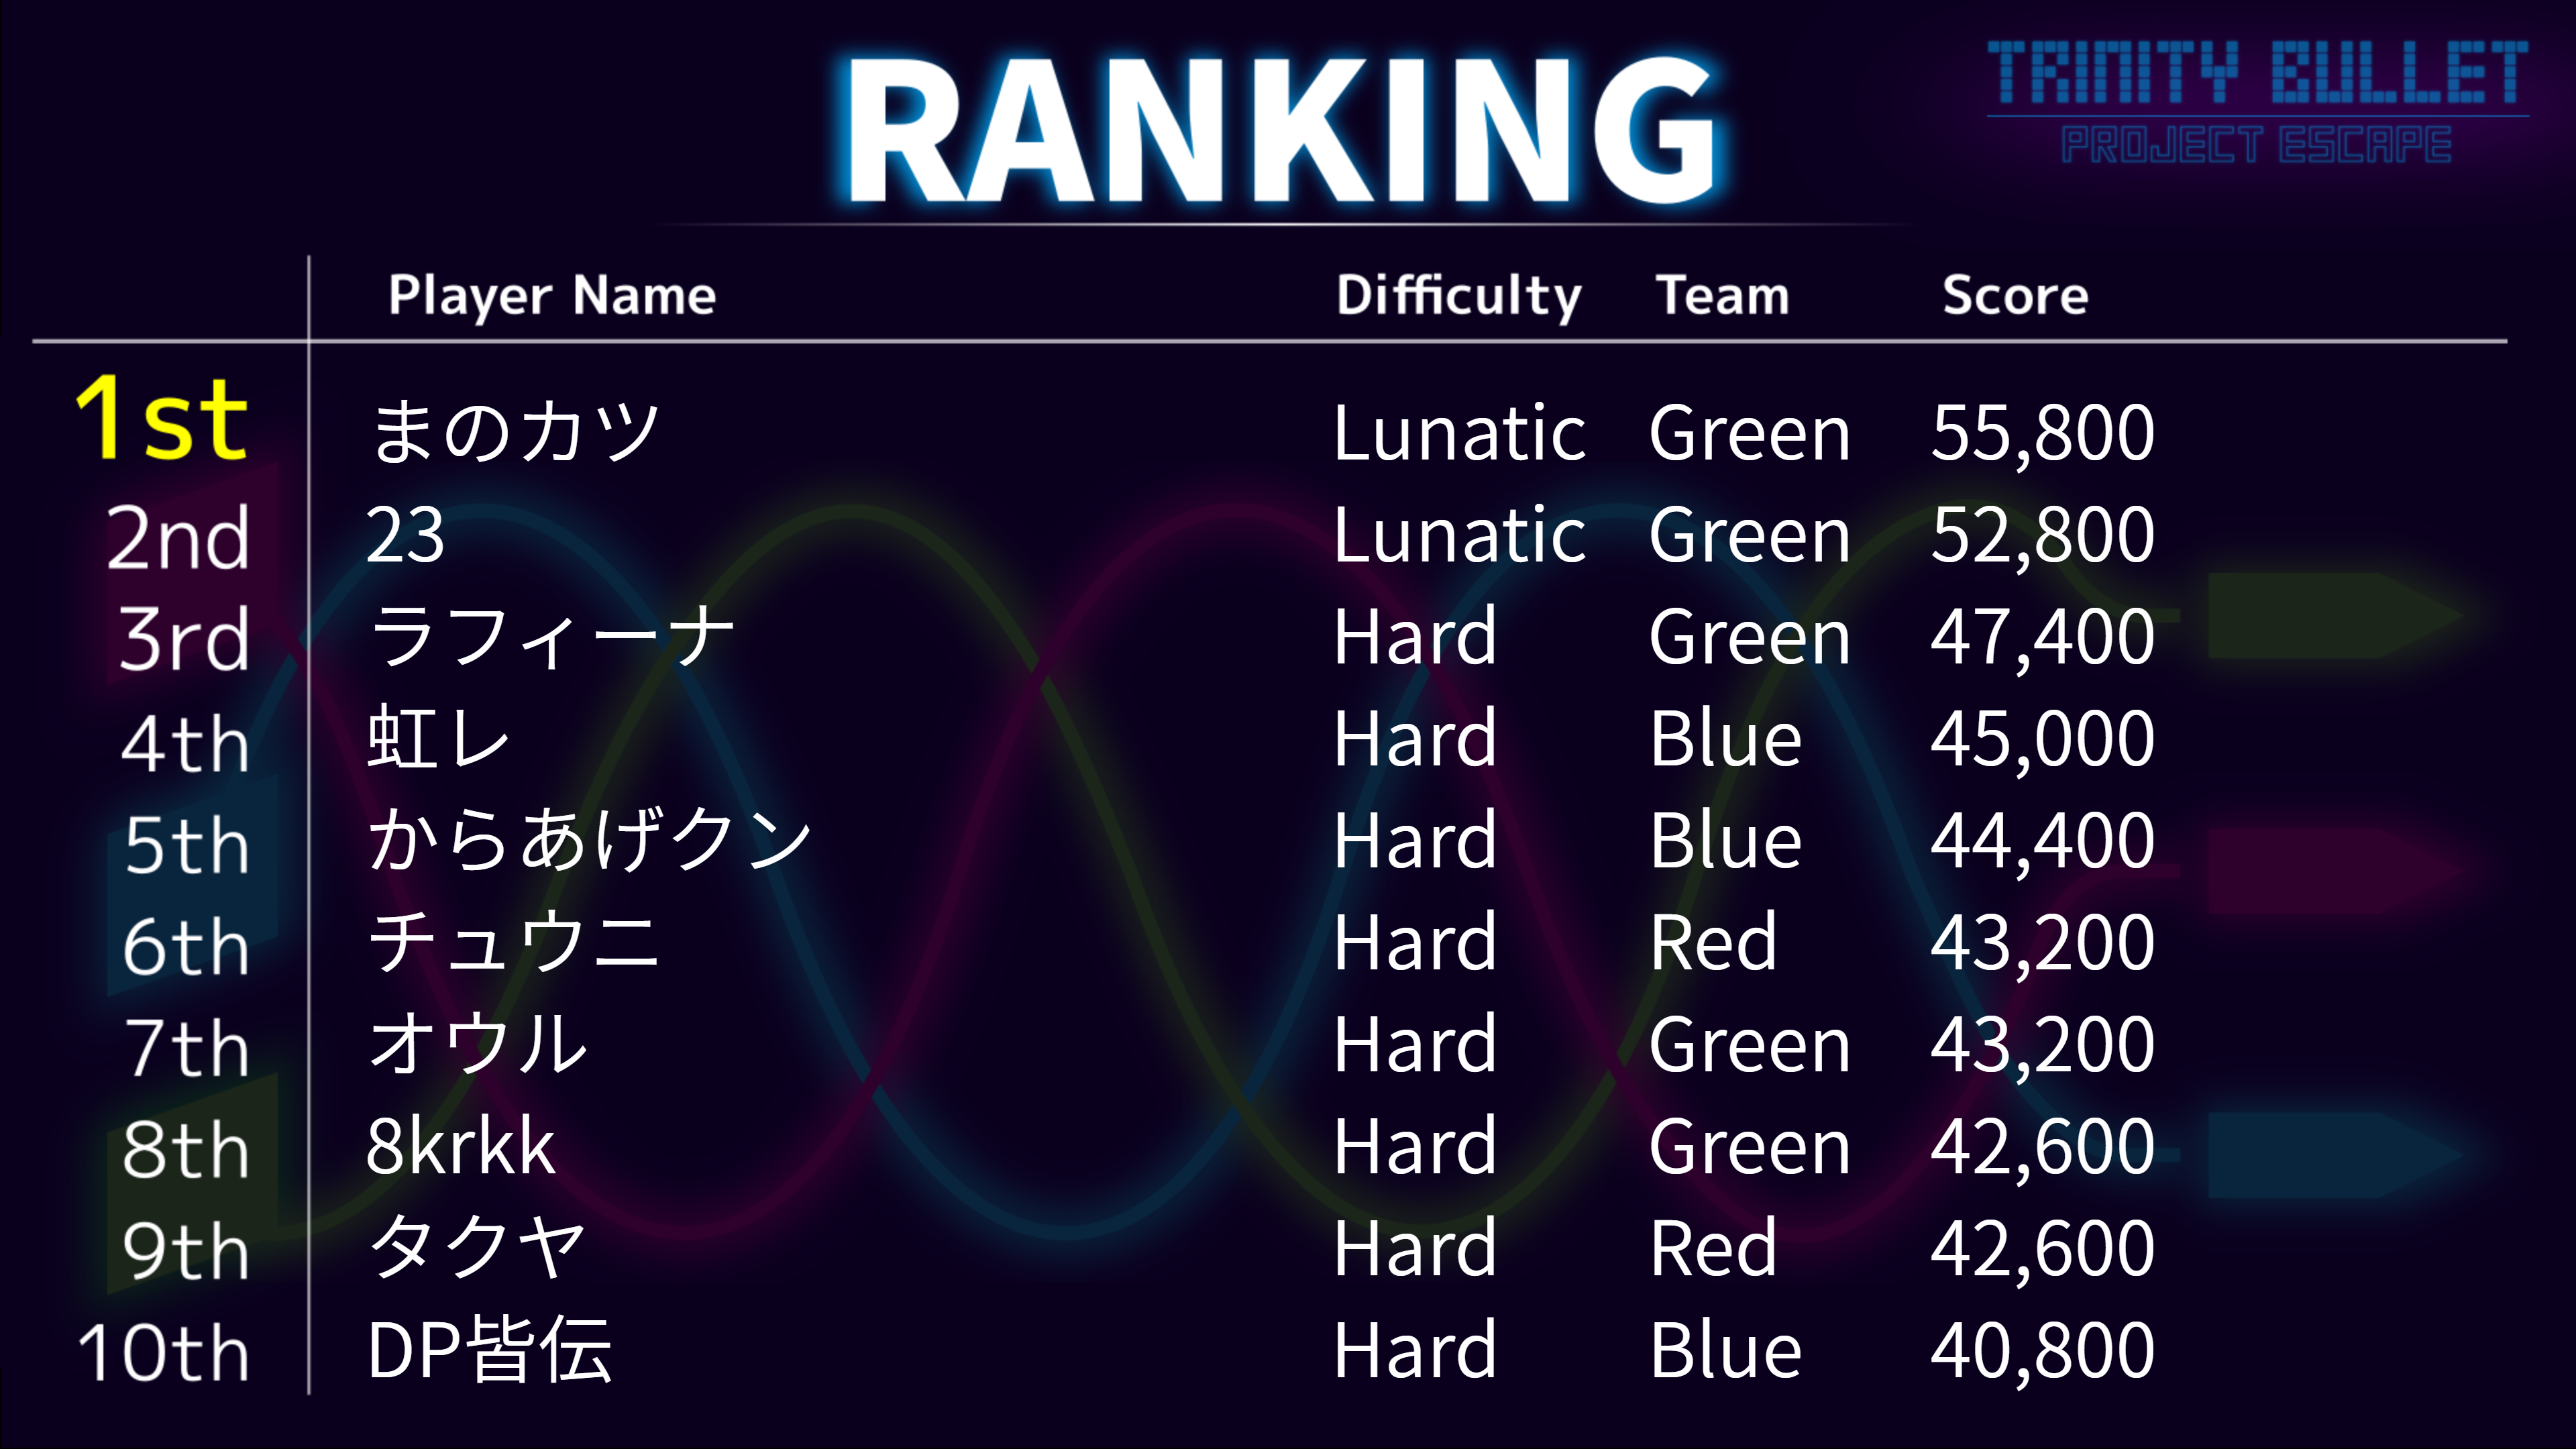 RANKING
TRINITY BULLET
PROJECT ESCAPE
Player Name Difficulty Team Score
1st まのカツ Lunatic Green 55,800
2nd 23 Lunatic Green 52,800
3rd ラフィーナ Hard Green 47,400
4th 虹レ Hard Blue 45,000
5th からあげクン Hard Blue 44,400
6th チュウニ Hard Red 43,200
7th オウル Hard Green 43,200
8th 8krkk Hard Green 42,600
9th タクヤ Hard Red 42,600
10th DP皆伝 Hard Blue 40,800